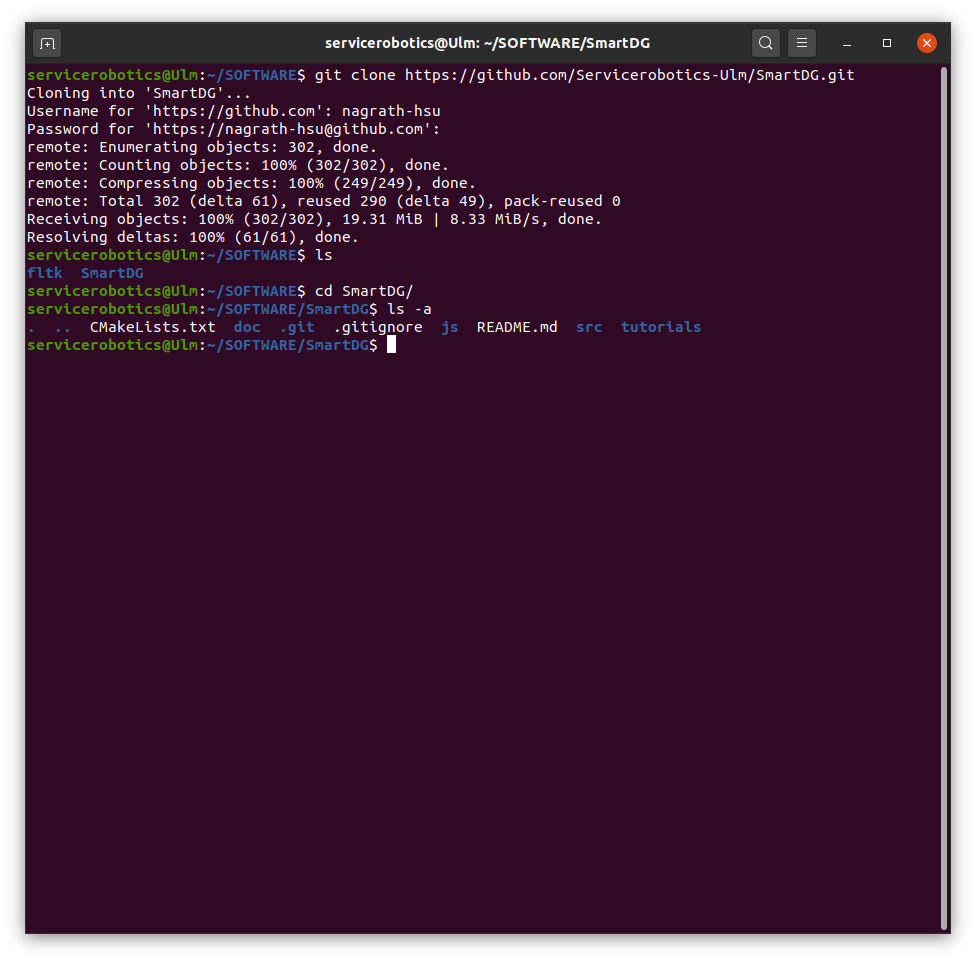 servicerobotics@Ulm: ~/SOFTWARE/SmartDG
servicerobotics@Ulm:~/SOFTWARE$ git clone https://github.com/Servicerobotics-Ulm/SmartDG.git
Cloning into 'SmartDG'...
Username for 'https://github.com': nagrath-hsu
Password for 'https://nagrath-hsu@github.com':
remote: Enumerating objects: 302, done.
remote: Counting objects: 100% (302/302), done.
remote: Compressing objects: 100% (249/249), done.
remote: Total 302 (delta 61), reused 290 (delta 49), pack-reused 0
Receiving objects: 100% (302/302), 19.31 MiB | 8.33 MiB/s, done.
Resolving deltas: 100% (61/61), done.
servicerobotics@Ulm:~/SOFTWARE$ ls
fltk  SmartDG
servicerobotics@Ulm:~/SOFTWARE$ cd SmartDG/
servicerobotics@Ulm:~/SOFTWARE/SmartDG$ ls -a
.  ..  CMakeLists.txt  doc  .git  .gitignore  js  README.md  src  tutorials
servicerobotics@Ulm:~/SOFTWARE/SmartDG$